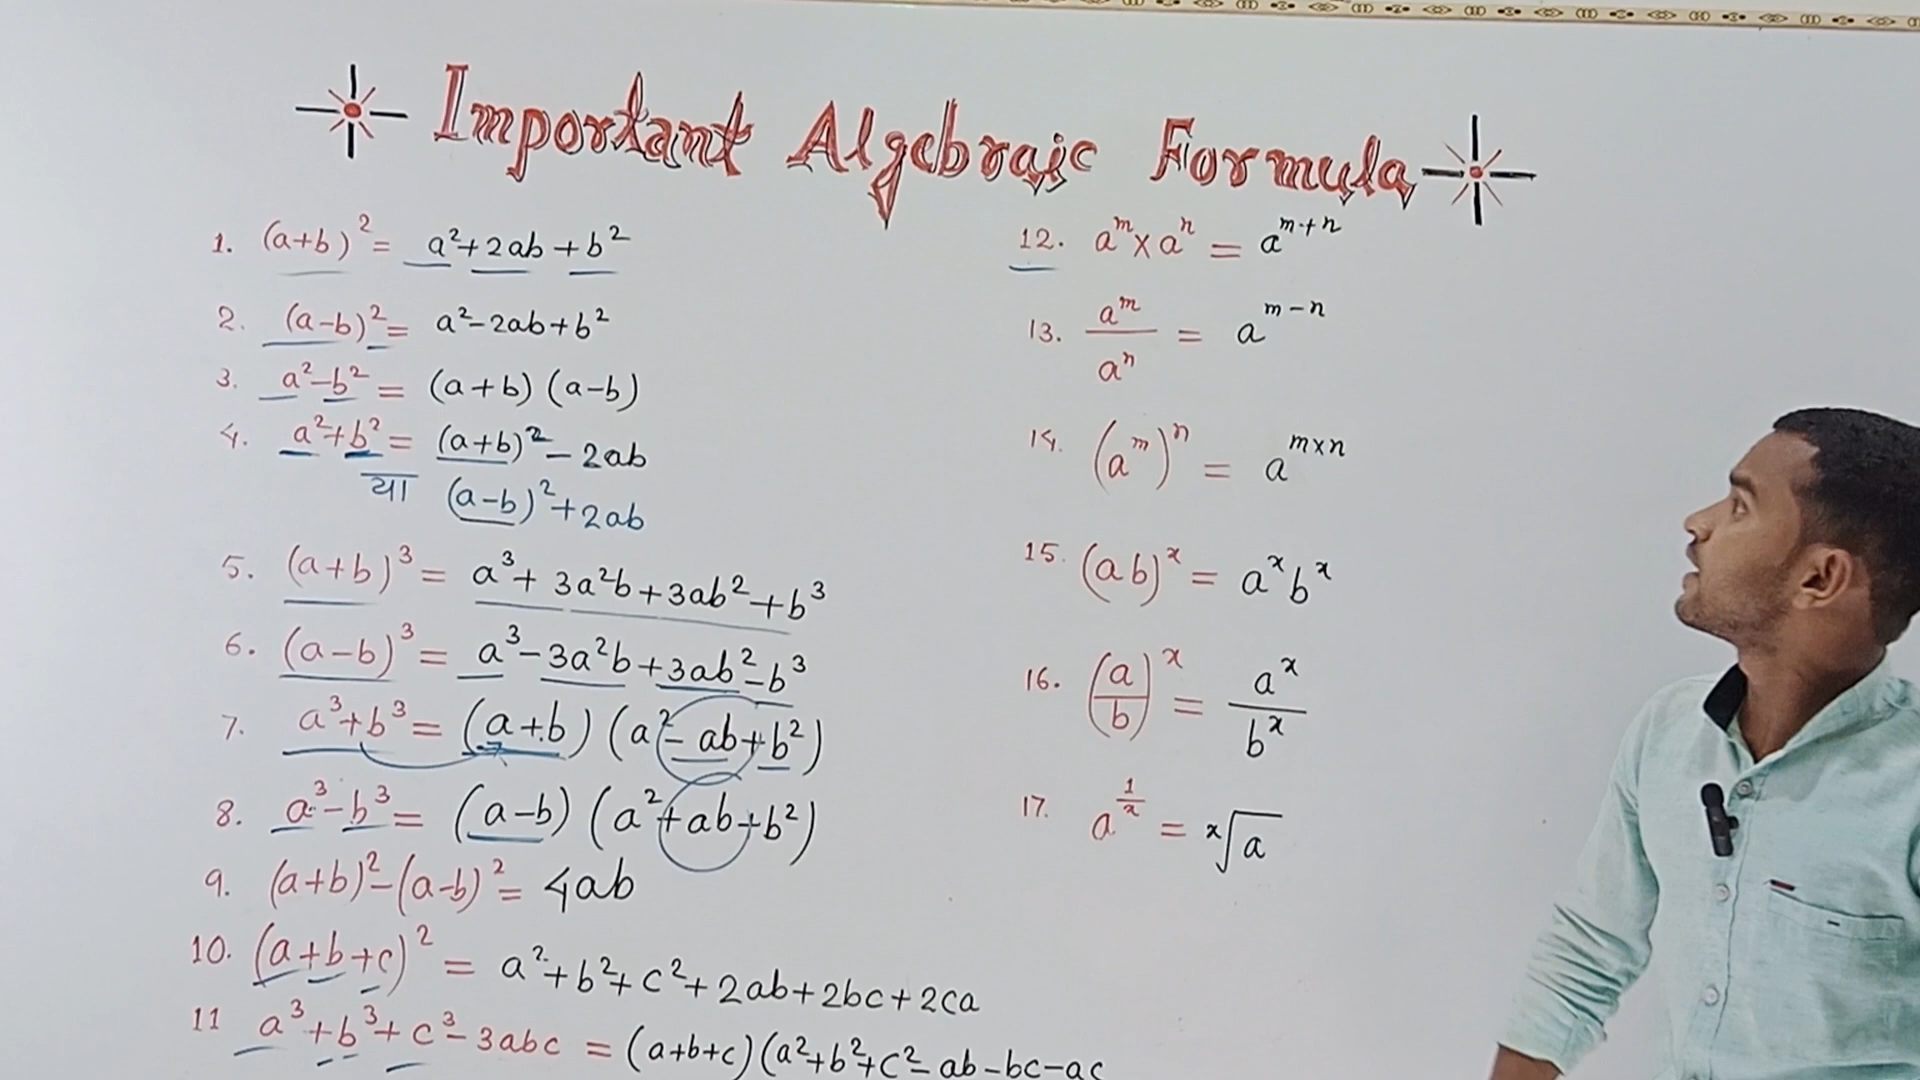 Important Algebraic Formula
1. (a+b)² = a²+2ab+b²
2. (a-b)² = a²-2ab+b²
3. a²-b² = (a+b) (a-b)
4. a²+b² = (a+b)²-2ab
या (a-b)²+2ab
5. (a+b)³ = a³+3a²b+3ab²+b³
6. (a-b)³ = a³-3a²b+3ab²-b³
7. a³+b³ = (a+b) (a²-ab+b²)
8. a³-b³ = (a-b) (a²+ab+b²)
9. (a+b)²-(a-b)² = 4ab
10. (a+b+c)² = a²+b²+c²+2ab+2bc+2ca
11 a³+b³+c³-3abc = (a+b+c)(a²+b²+c²-ab-bc-ac
12. aᵐ×aⁿ = aᵐ⁺ⁿ
13. aᵐ/aⁿ = aᵐ⁻ⁿ
14. (aᵐ)ⁿ = a^m×n
15. (ab)ˣ = aˣbˣ
16. (a/b)ˣ = aˣ/bˣ
17. a^1/x = ˣ√a